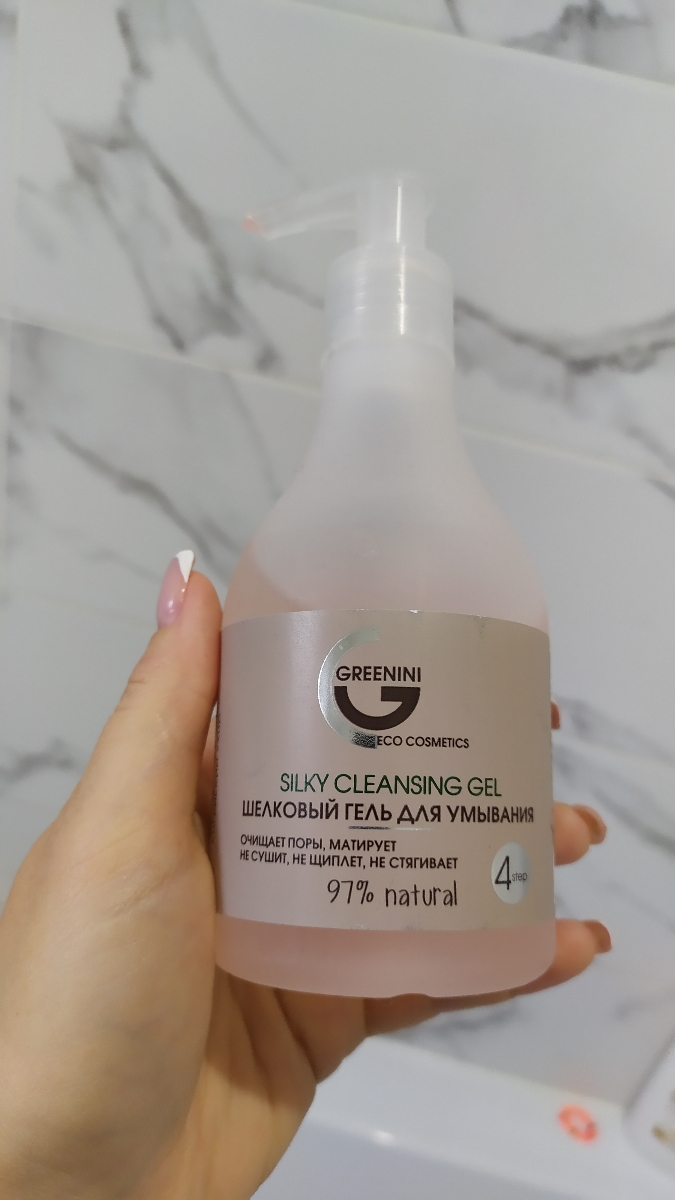 GREENINI
ECO COSMETICS
SILKY CLEANSING GEL
ШЕЛКОВЫЙ ГЕЛЬ ДЛЯ УМЫВАНИЯ
ОЧИЩАЕТ ПОРЫ, МАТИРУЕТ
НЕ СУШИТ, НЕ ЩИПЛЕТ, НЕ СТЯГИВАЕТ
97% natural
4 step